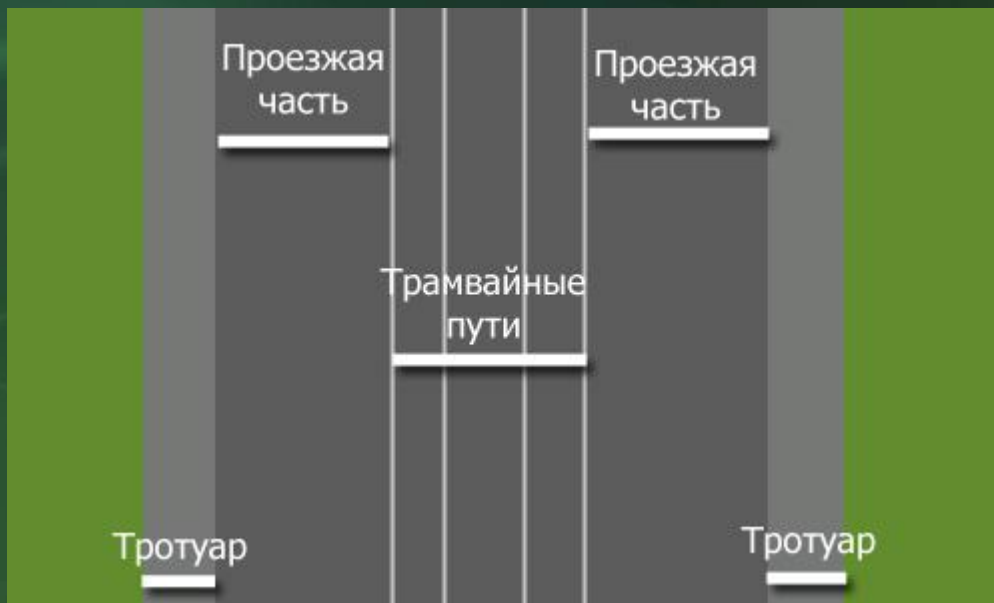 Проезжая
часть
Проезжая
часть
Трамвайные
пути
Тротуар
Тротуар